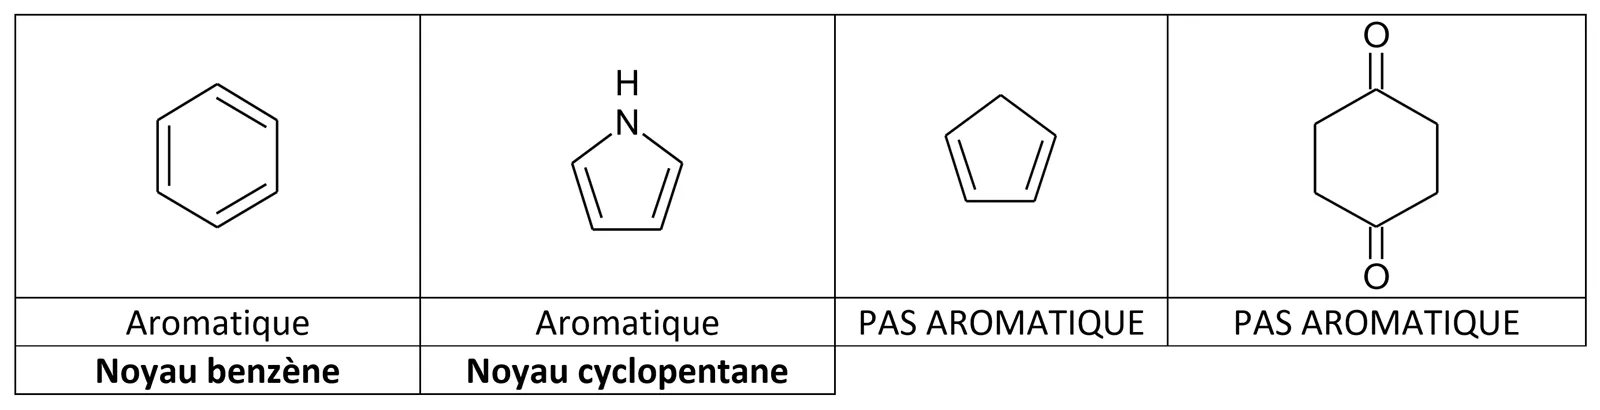 H
N
O
O
Aromatique
Aromatique
PAS AROMATIQUE
PAS AROMATIQUE
Noyau benzène
Noyau cyclopentane